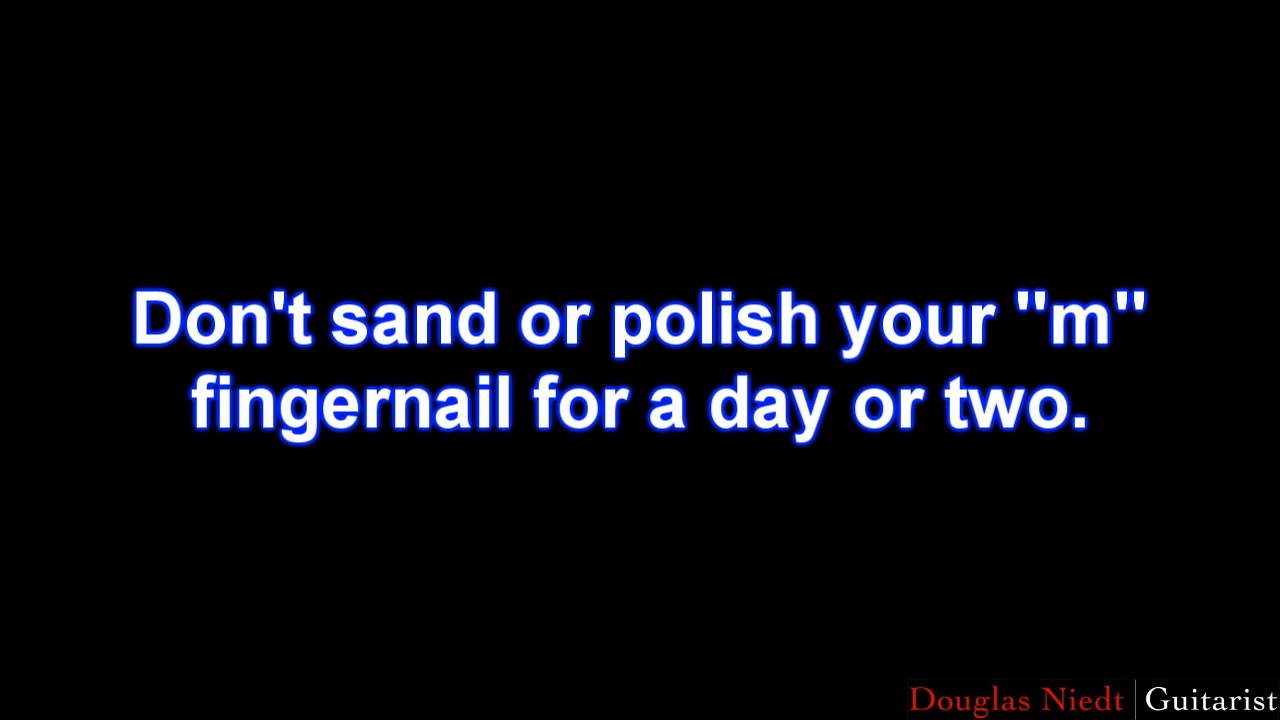 Don't sand or polish your "m"
fingernail for a day or two.
Douglas Niedt | Guitarist